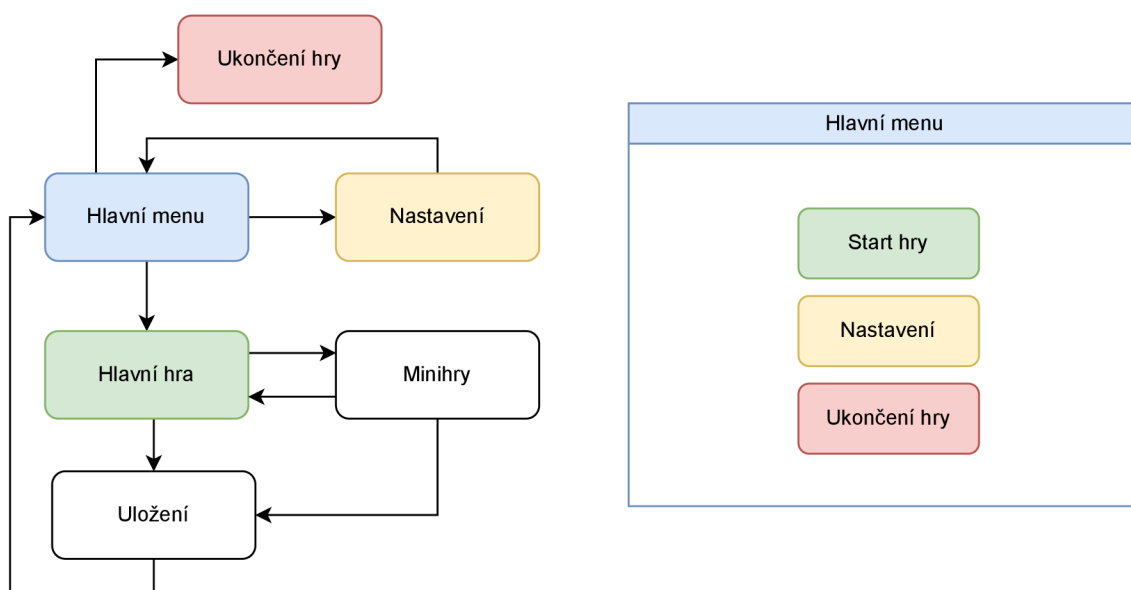 Ukončení hry
Hlavní menu
Nastavení
Hlavní hra
Minihry
Uložení
Hlavní menu
Start hry
Nastavení
Ukončení hry